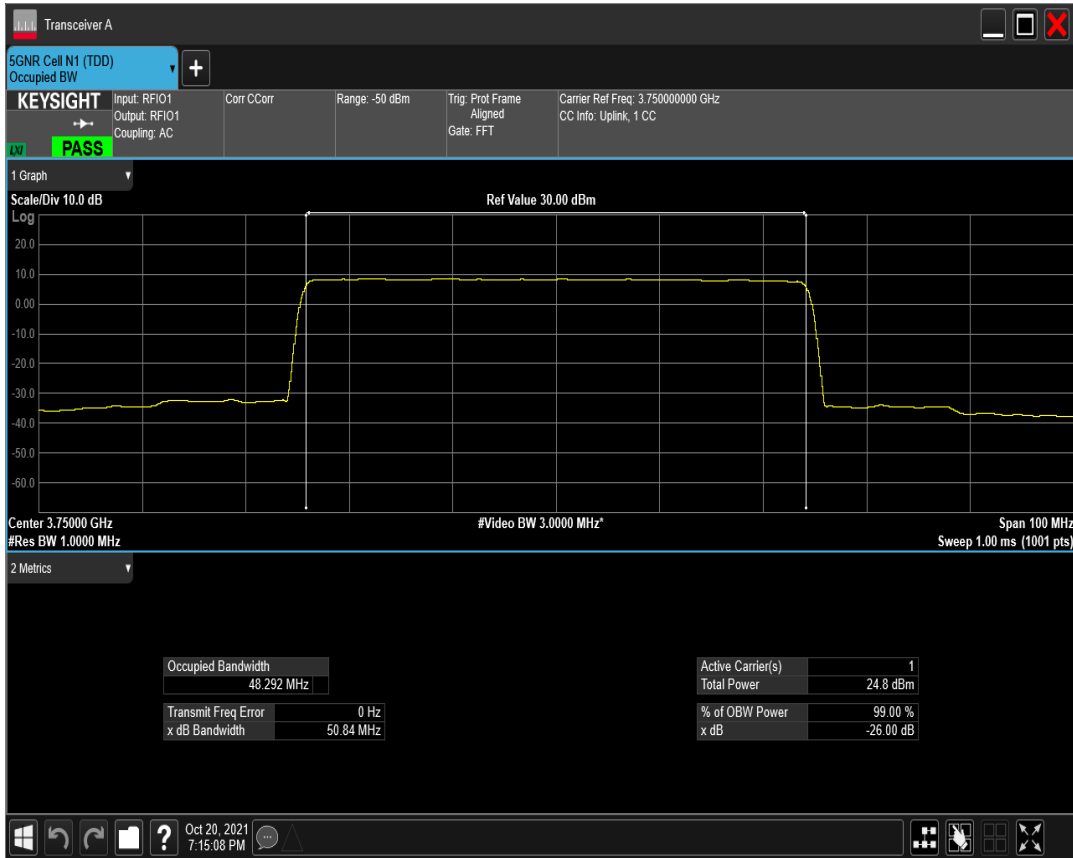 Transceiver A
5GNR Cell N1 (TDD)
Occupied BW
+
KEYSIGHT
LXI
PASS
Input: RFIO1
Output: RFIO1
Coupling: AC
Corr CCorr
Range: -50 dBm
Trig: Prot Frame
Aligned
Gate: FFT
Carrier Ref Freq: 3.750000000 GHz
CC Info: Uplink, 1 CC
1 Graph
Scale/Div 10.0 dB
Ref Value 30.00 dBm
Log
20.0
10.0
0.00
-10.0
-20.0
-30.0
-40.0
-50.0
-60.0
Center 3.75000 GHz
#Video BW 3.0000 MHz*
Span 100 MHz
#Res BW 1.0000 MHz
Sweep 1.00 ms (1001 pts)
2 Metrics
Occupied Bandwidth
48.292 MHz
Transmit Freq Error 0 Hz
x dB Bandwidth 50.84 MHz
Active Carrier(s) 1
Total Power 24.8 dBm
% of OBW Power 99.00 %
x dB -26.00 dB
?
Oct 20, 2021
7:15:08 PM